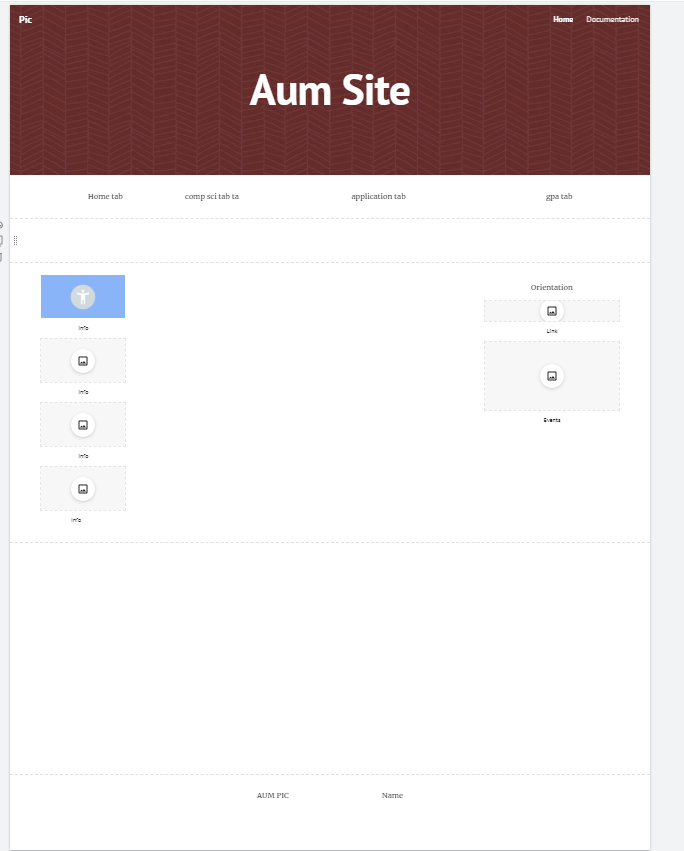 Pic
Home Documentation
Aum Site
Home tab comp sci tab ta application tab gpa tab
Info
Info
Info
Info
Orientation
Link
Events
AUM PIC Name